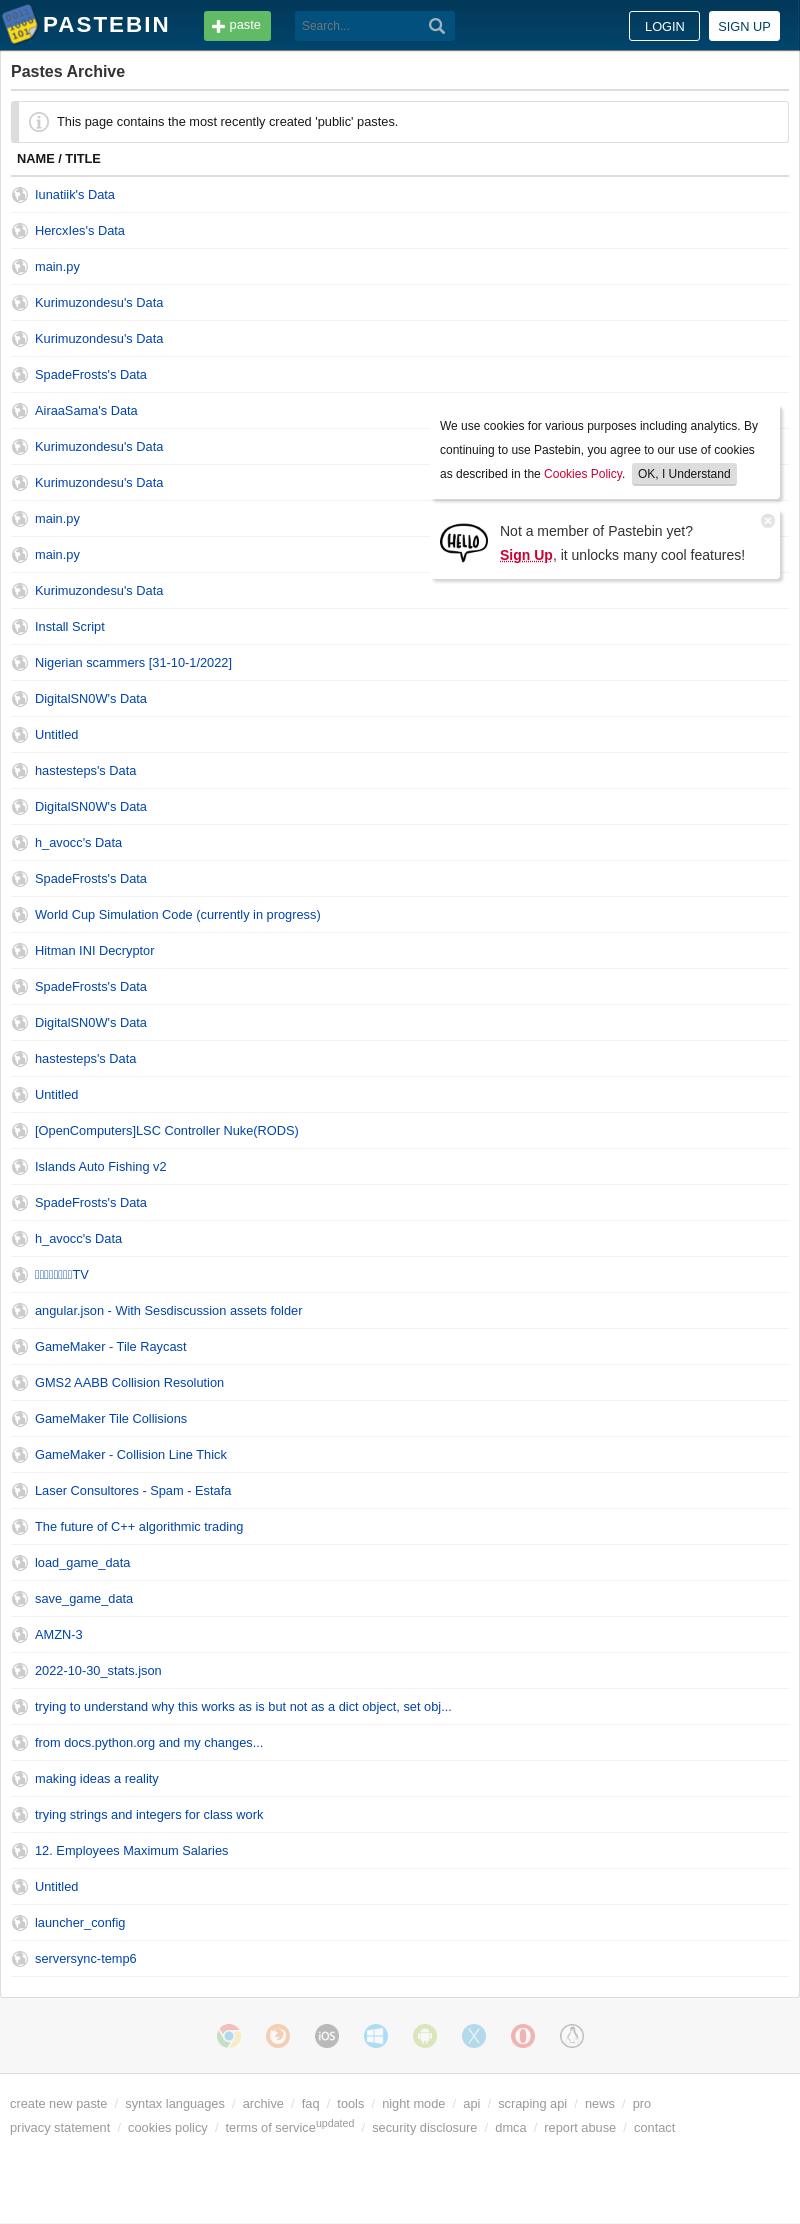 PASTEBIN
paste
Search...
LOGIN
SIGN UP
Pastes Archive
This page contains the most recently created 'public' pastes.
NAME / TITLE
Iunatiik's Data
HercxIes's Data
main.py
Kurimuzondesu's Data
Kurimuzondesu's Data
SpadeFrosts's Data
AiraaSama's Data
Kurimuzondesu's Data
Kurimuzondesu's Data
main.py
main.py
Kurimuzondesu's Data
We use cookies for various purposes including analytics. By
continuing to use Pastebin, you agree to our use of cookies
as described in the Cookies Policy. OK, I Understand
HELLO
Not a member of Pastebin yet?
Sign Up, it unlocks many cool features!
Install Script
Nigerian scammers [31-10-1/2022]
DigitalSN0W's Data
Untitled
hastesteps's Data
DigitalSN0W's Data
h_avocc's Data
SpadeFrosts's Data
World Cup Simulation Code (currently in progress)
Hitman INI Decryptor
SpadeFrosts's Data
DigitalSN0W's Data
hastesteps's Data
Untitled
[OpenComputers]LSC Controller Nuke(RODS)
Islands Auto Fishing v2
SpadeFrosts's Data
h_avocc's Data
TV
angular.json - With Sesdiscussion assets folder
GameMaker - Tile Raycast
GMS2 AABB Collision Resolution
GameMaker Tile Collisions
GameMaker - Collision Line Thick
Laser Consultores - Spam - Estafa
The future of C++ algorithmic trading
load_game_data
save_game_data
AMZN-3
2022-10-30_stats.json
trying to understand why this works as is but not as a dict object, set obj...
from docs.python.org and my changes...
making ideas a reality
trying strings and integers for class work
12. Employees Maximum Salaries
Untitled
launcher_config
serversync-temp6
iOS
create new paste / syntax languages / archive / faq / tools / night mode / api / scraping api / news / pro
privacy statement / cookies policy / terms of serviceupdated / security disclosure / dmca / report abuse / contact